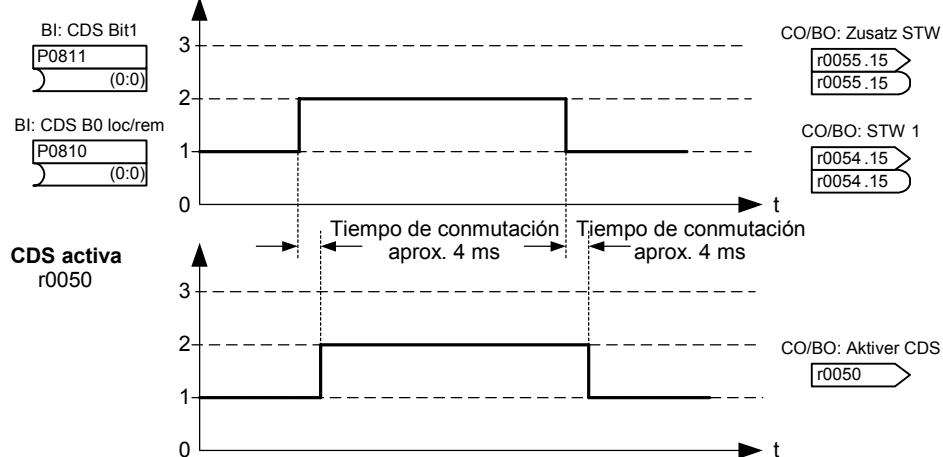 BI: CDS Bit1
P0811
(0:0)
BI: CDS B0 loc/rem
P0810
(0:0)
3
2
1
0
t
CO/BO: Zusatz STW
r0055.15
r0055.15
CO/BO: STW 1
r0054.15
r0054.15
Tiempo de conmutación
aprox. 4 ms
Tiempo de conmutación
aprox. 4 ms
CDS activa
r0050
3
2
1
0
t
CO/BO: Aktiver CDS
r0050